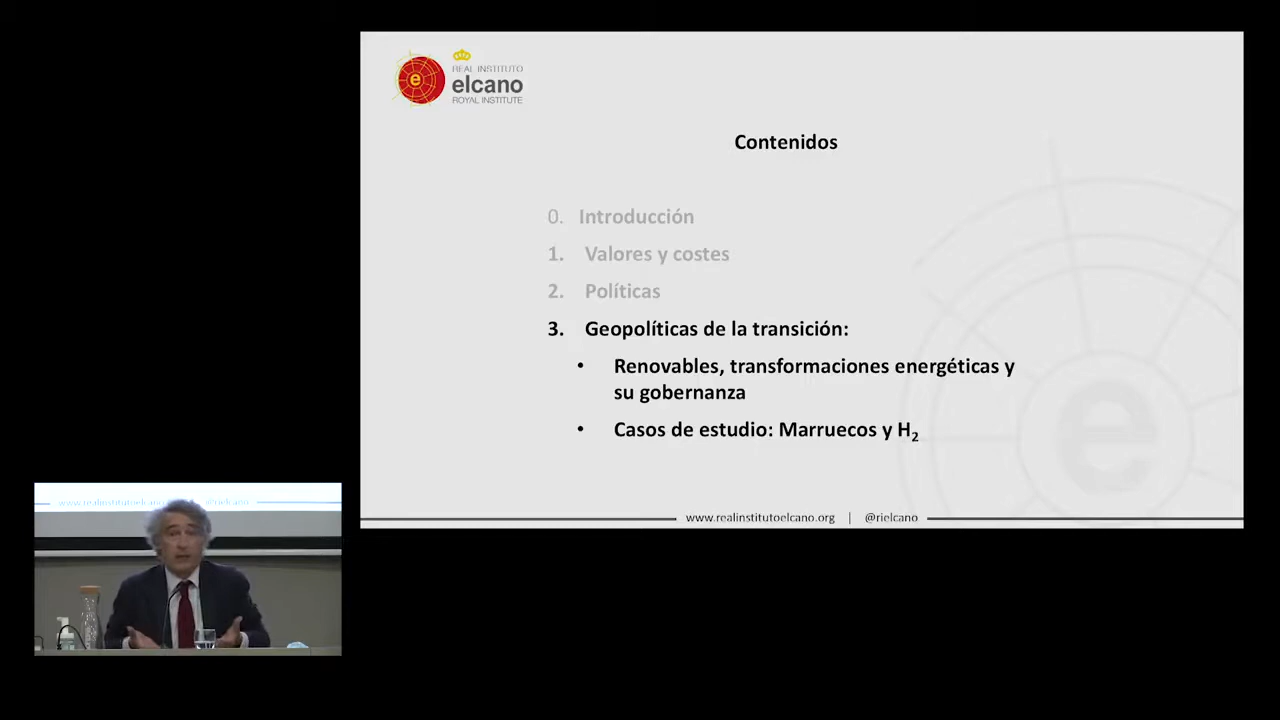 REAL INSTITUTO
elcano
ROYAL INSTITUTE
Contenidos
0. Introducción
1. Valores y costes
2. Políticas
3. Geopolíticas de la transición:
• Renovables, transformaciones energéticas y
su gobernanza
• Casos de estudio: Marruecos y H₂
www.realinstitutoelcano.org | @rielcano